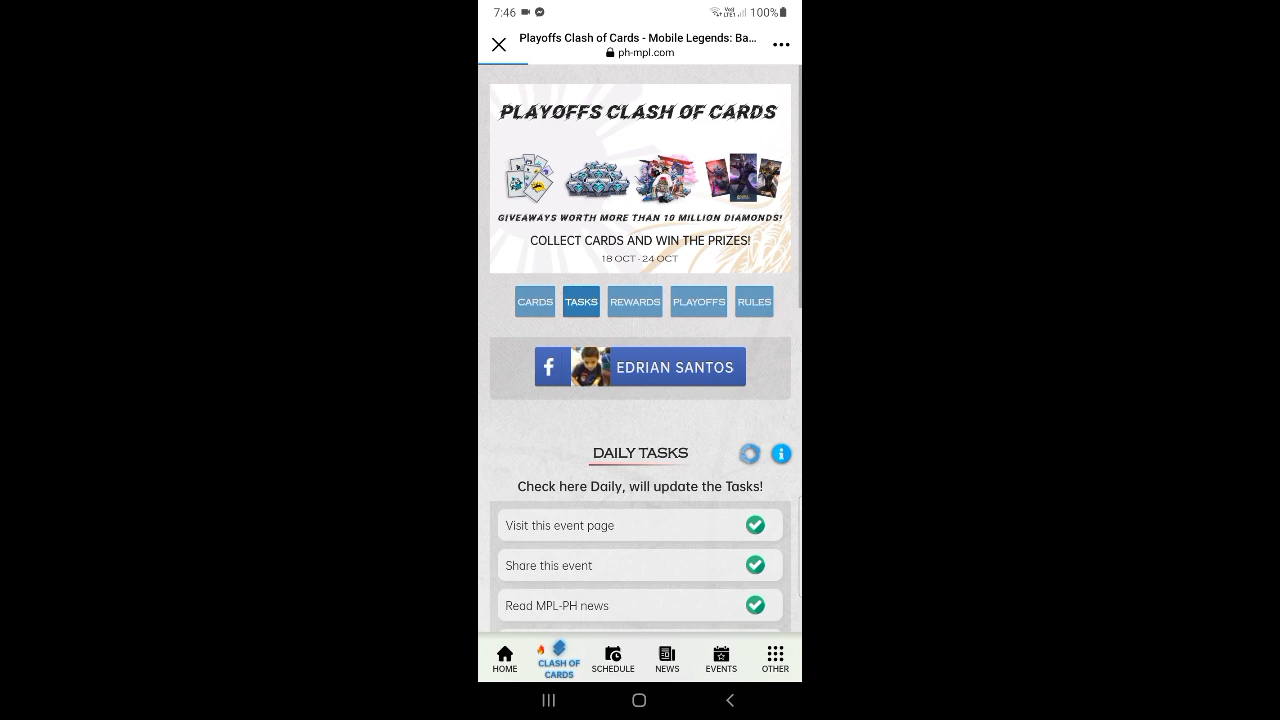 7:46
100%
Playoffs Clash of Cards - Mobile Legends: Ba...
ph-mpl.com
PLAYOFFS CLASH OF CARDS
GIVEAWAYS WORTH MORE THAN 10 MILLION DIAMONDS!
COLLECT CARDS AND WIN THE PRIZES!
18 OCT - 24 OCT
CARDS TASKS REWARDS PLAYOFFS RULES
f EDRIAN SANTOS
DAILY TASKS
Check here Daily, will update the Tasks!
Visit this event page
Share this event
Read MPL-PH news
HOME CLASH OF CARDS SCHEDULE NEWS EVENTS OTHER